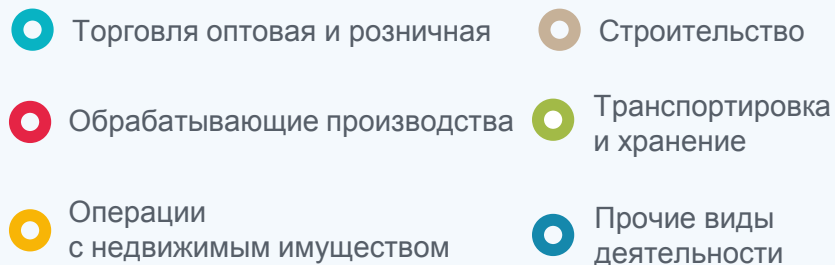 Торговля оптовая и розничная
Строительство
Обрабатывающие производства
Транспортировка
и хранение
Операции
с недвижимым имуществом
Прочие виды
деятельности